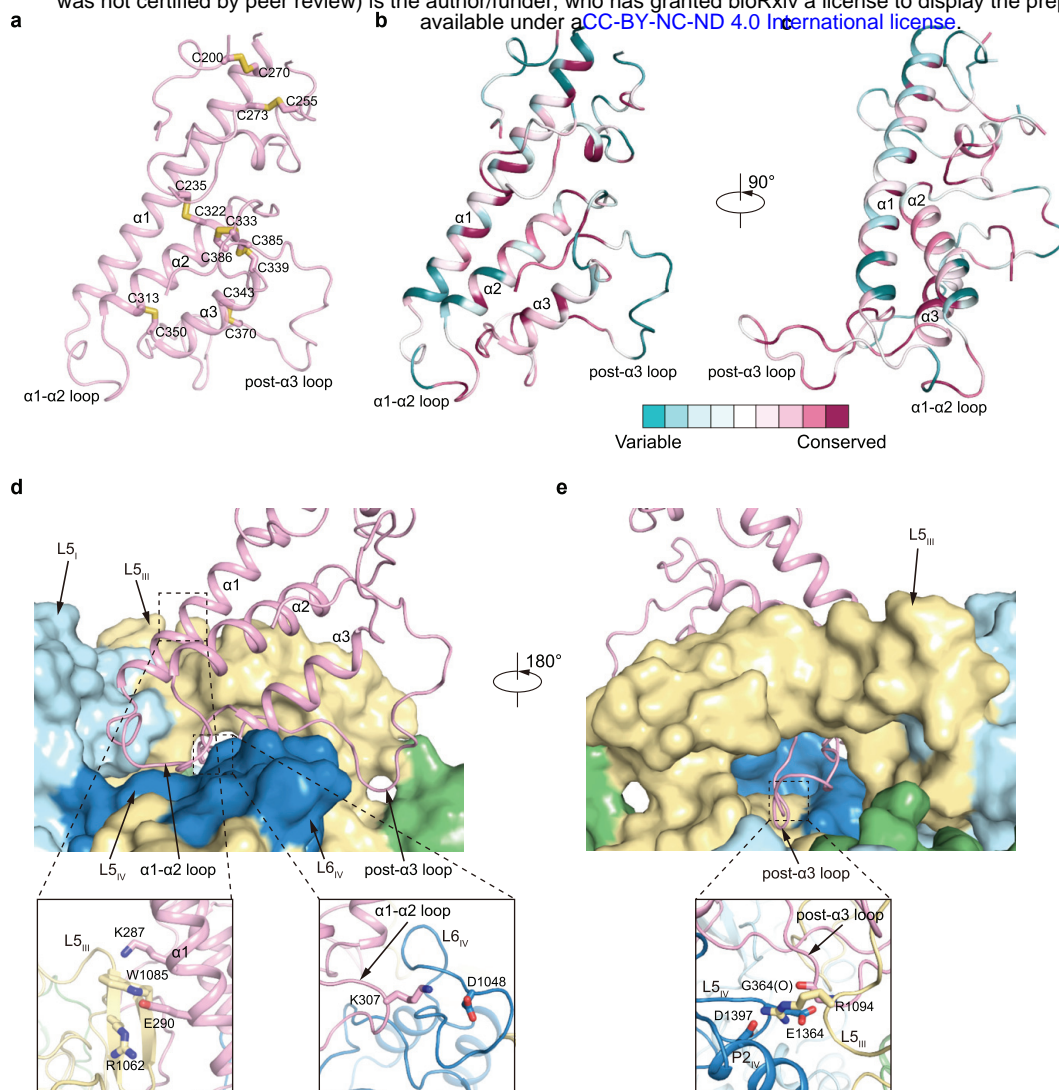 was not certified by peer review) is the author/funder, who has granted bioRxiv a license to display the prep
available under aCC-BY-NC-ND 4.0 International license.
a
b
c
C200
C270
C255
C273
C235
C322
C333
α1
C385
C386
α2
C339
C343
C313
α3
C350
C370
post-α3 loop
α1-α2 loop
α1
α2
α3
post-α3 loop
α1-α2 loop
90°
α1
α2
α3
post-α3 loop
α1-α2 loop
Variable
Conserved
d
L5I
L5III
α1
α2
α3
L5IV
α1-α2 loop
L6IV
post-α3 loop
180°
e
L5III
post-α3 loop
K287
L5III
α1
W1085
E290
R1062
α1-α2 loop
L6IV
D1048
K307
post-α3 loop
G364(O)
L5IV
R1094
D1397
E1364
L5III
P2IV